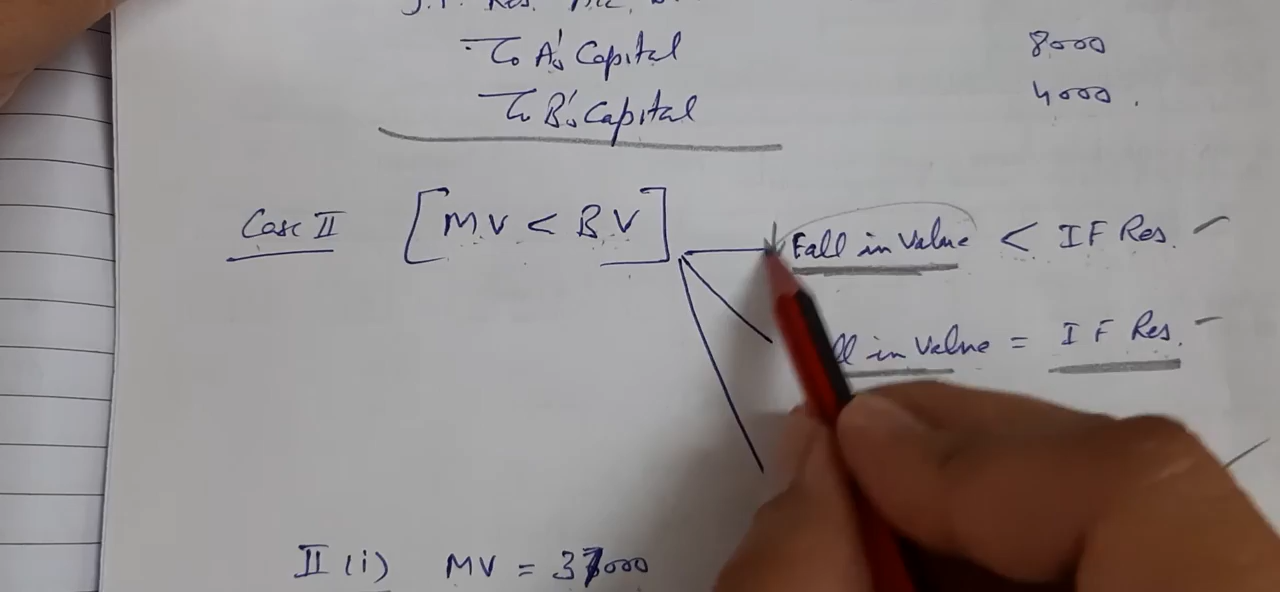 To A's Capital 8000
To B's Capital 4000.
Case II [MV < BV] Fall in Value < IF Res.
ll in Value = IF Res.
II (i) MV = 37000